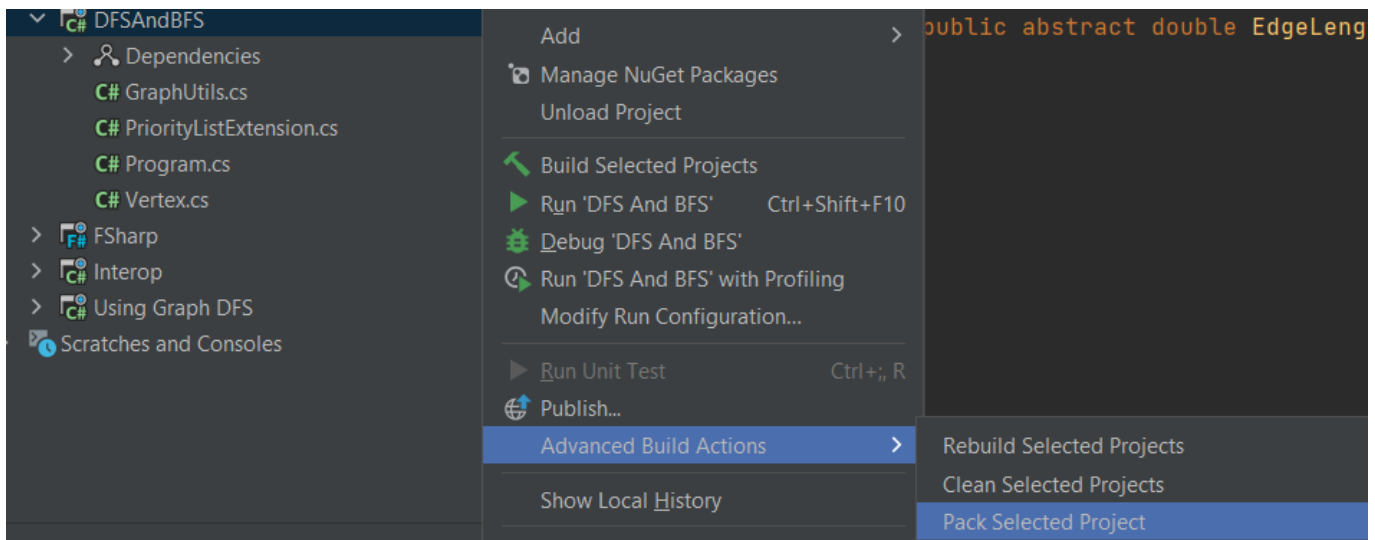 DFSAndBFS
Dependencies
C# GraphUtils.cs
C# PriorityListExtension.cs
C# Program.cs
C# Vertex.cs
F# FSharp
C# Interop
C# Using Graph DFS
Scratches and Consoles
Add
Manage NuGet Packages
Unload Project
Build Selected Projects
Run 'DFS And BFS' Ctrl+Shift+F10
Debug 'DFS And BFS'
Run 'DFS And BFS' with Profiling
Modify Run Configuration...
Run Unit Test Ctrl+;, R
Publish...
Advanced Build Actions
Show Local History
public abstract double EdgeLeng
Rebuild Selected Projects
Clean Selected Projects
Pack Selected Project